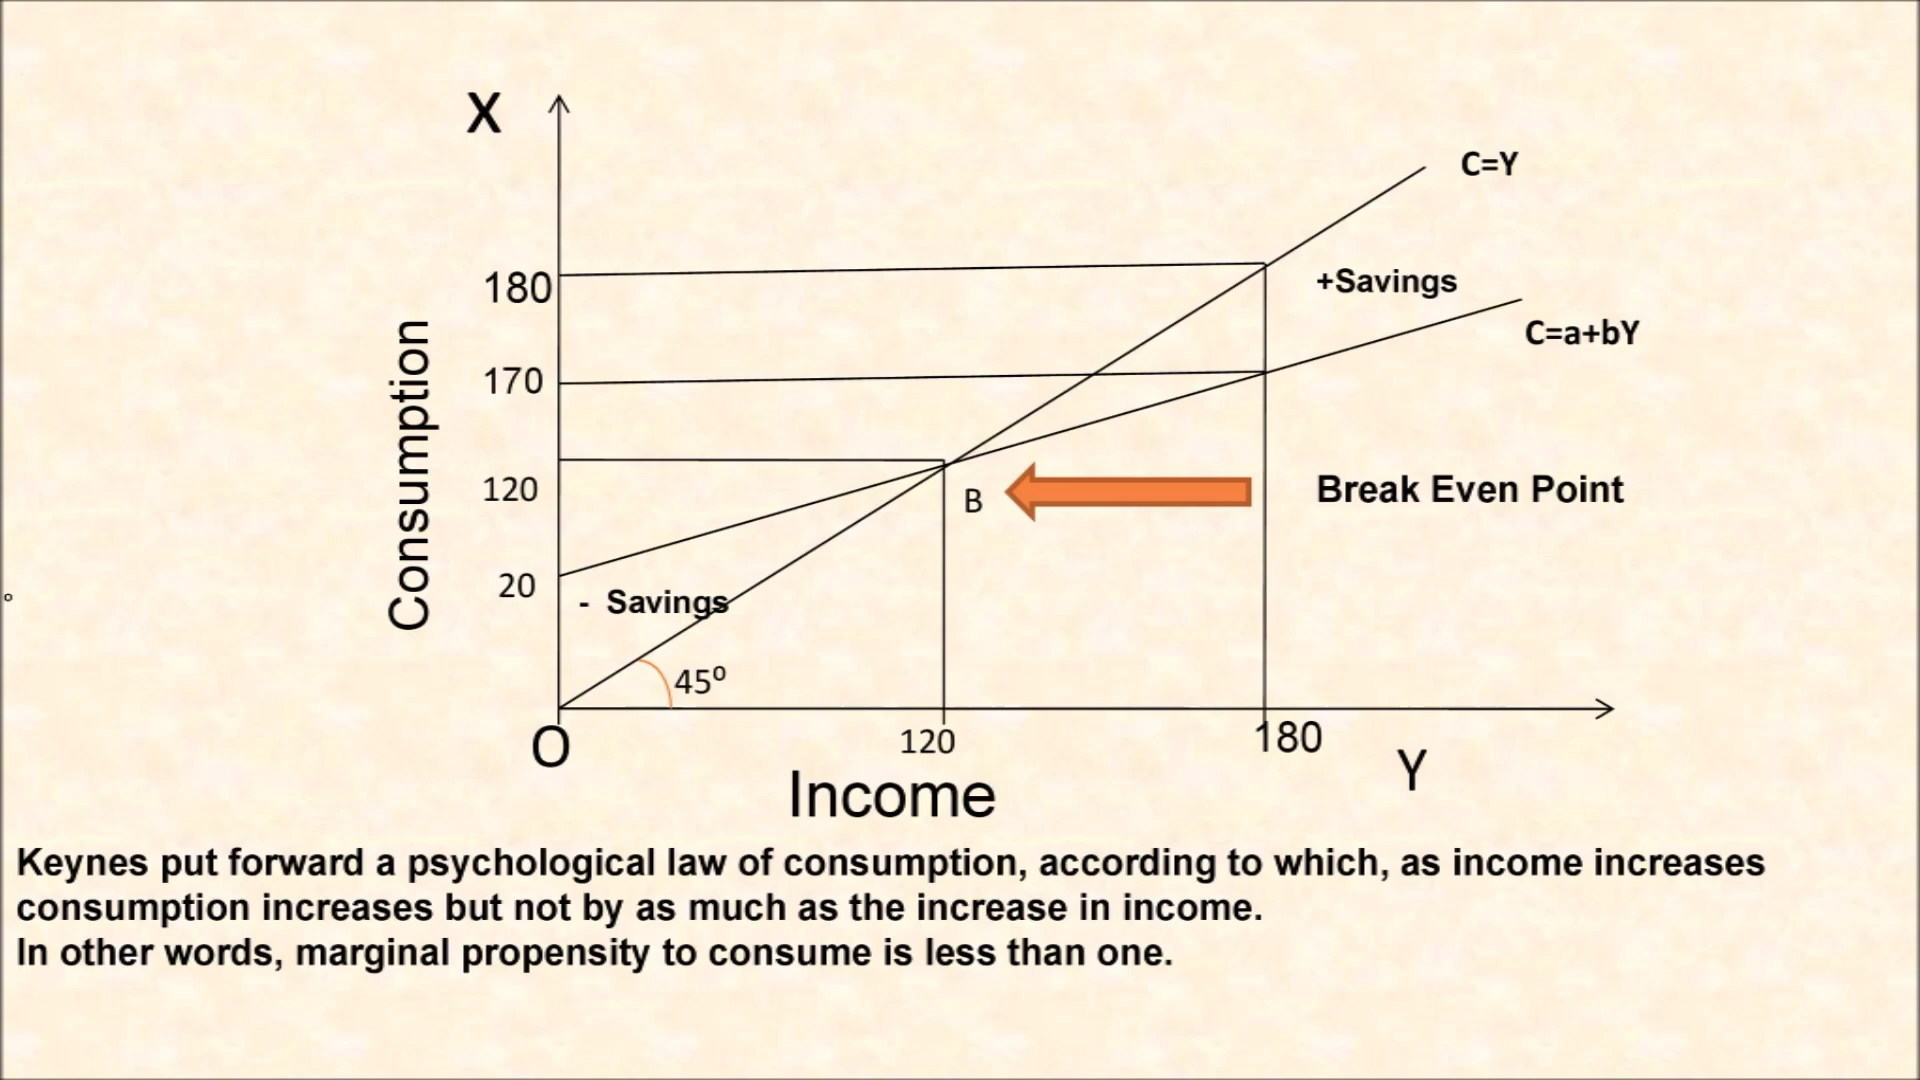 X
C=Y
180
+Savings
C=a+bY
170
Consumption
120
B
Break Even Point
20
- Savings
45⁰
O
120
180
Y
Income
Keynes put forward a psychological law of consumption, according to which, as income increases
consumption increases but not by as much as the increase in income.
In other words, marginal propensity to consume is less than one.